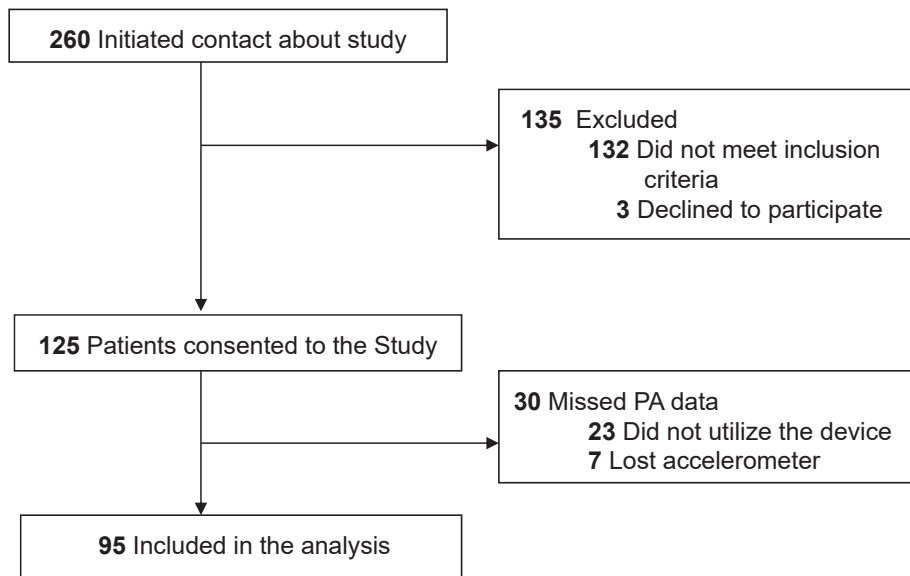 260 Initiated contact about study
135 Excluded
132 Did not meet inclusion
criteria
3 Declined to participate
125 Patients consented to the Study
30 Missed PA data
23 Did not utilize the device
7 Lost accelerometer
95 Included in the analysis